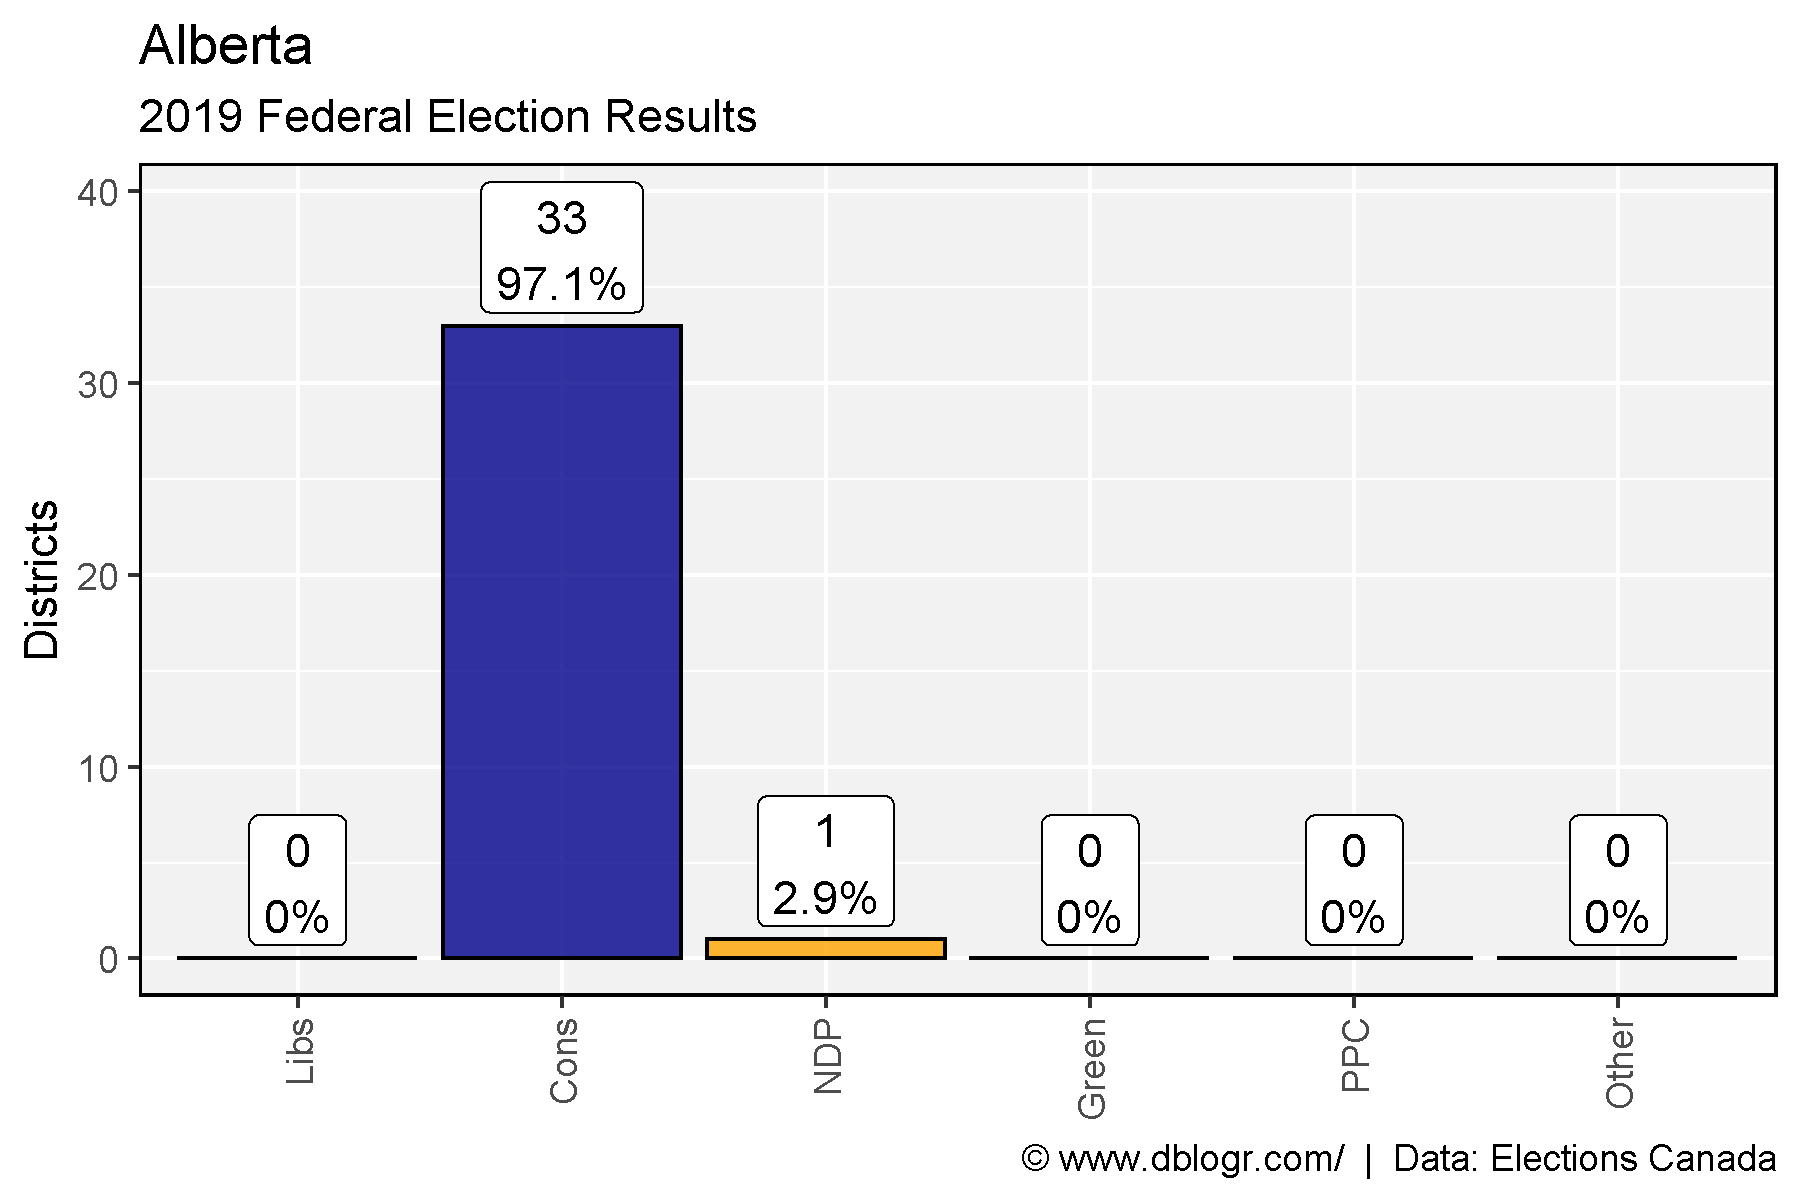 Alberta
2019 Federal Election Results
Districts
40
30
20
10
0
0
0%
33
97.1%
1
2.9%
0
0%
0
0%
0
0%
Libs
Cons
NDP
Green
PPC
Other
© www.dblogr.com/ | Data: Elections Canada